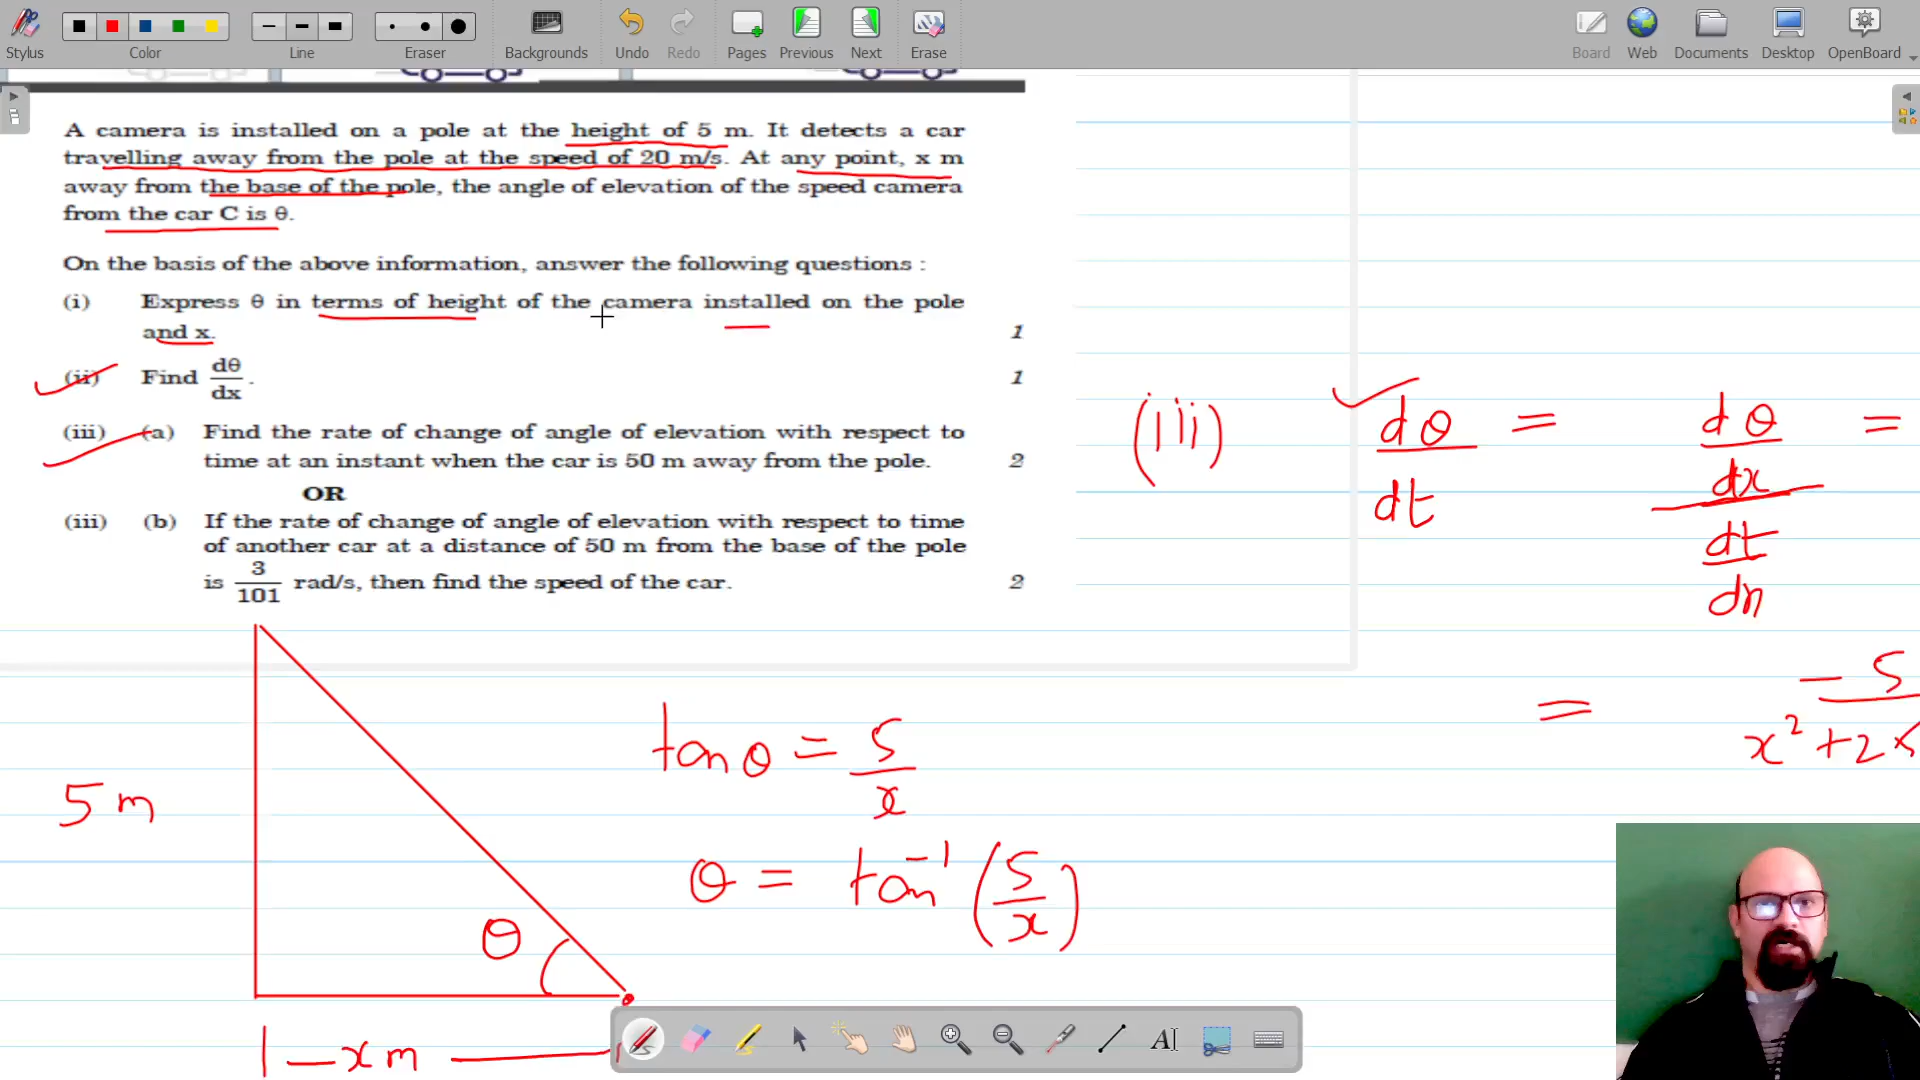 Stylus Color Line Eraser Backgrounds Undo Redo Pages Previous Next Erase Board Web Documents Desktop OpenBoard
A camera is installed on a pole at the height of 5 m. It detects a car
travelling away from the pole at the speed of 20 m/s. At any point, x m
away from the base of the pole, the angle of elevation of the speed camera
from the car C is θ.
On the basis of the above information, answer the following questions :
(i) Express θ in terms of height of the camera installed on the pole
and x. 1
(ii) Find dθ/dx . 1
(iii) (a) Find the rate of change of angle of elevation with respect to
time at an instant when the car is 50 m away from the pole. 2
OR
(iii) (b) If the rate of change of angle of elevation with respect to time
of another car at a distance of 50 m from the base of the pole
is 3/101 rad/s, then find the speed of the car. 2
(iii) dθ/dt = dθ/dx / dt/dx =
= -5/x²+25
5 m
tan θ = 5/x
θ = tan⁻¹(5/x)
θ
x m